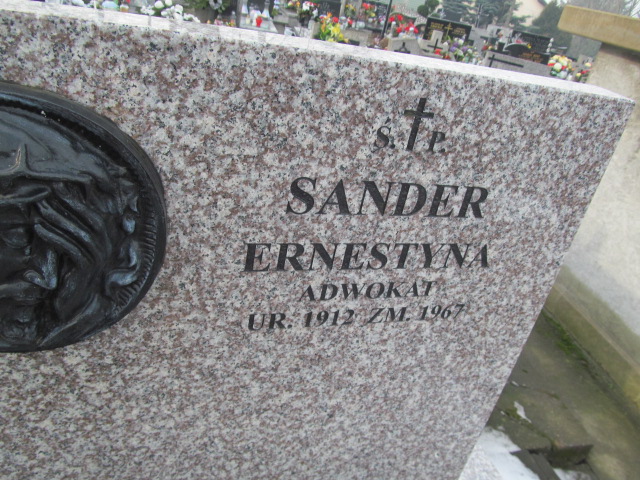 Ś. P.
SANDER
ERNESTYNA
ADWOKAT
UR. 1912 ZM. 1967